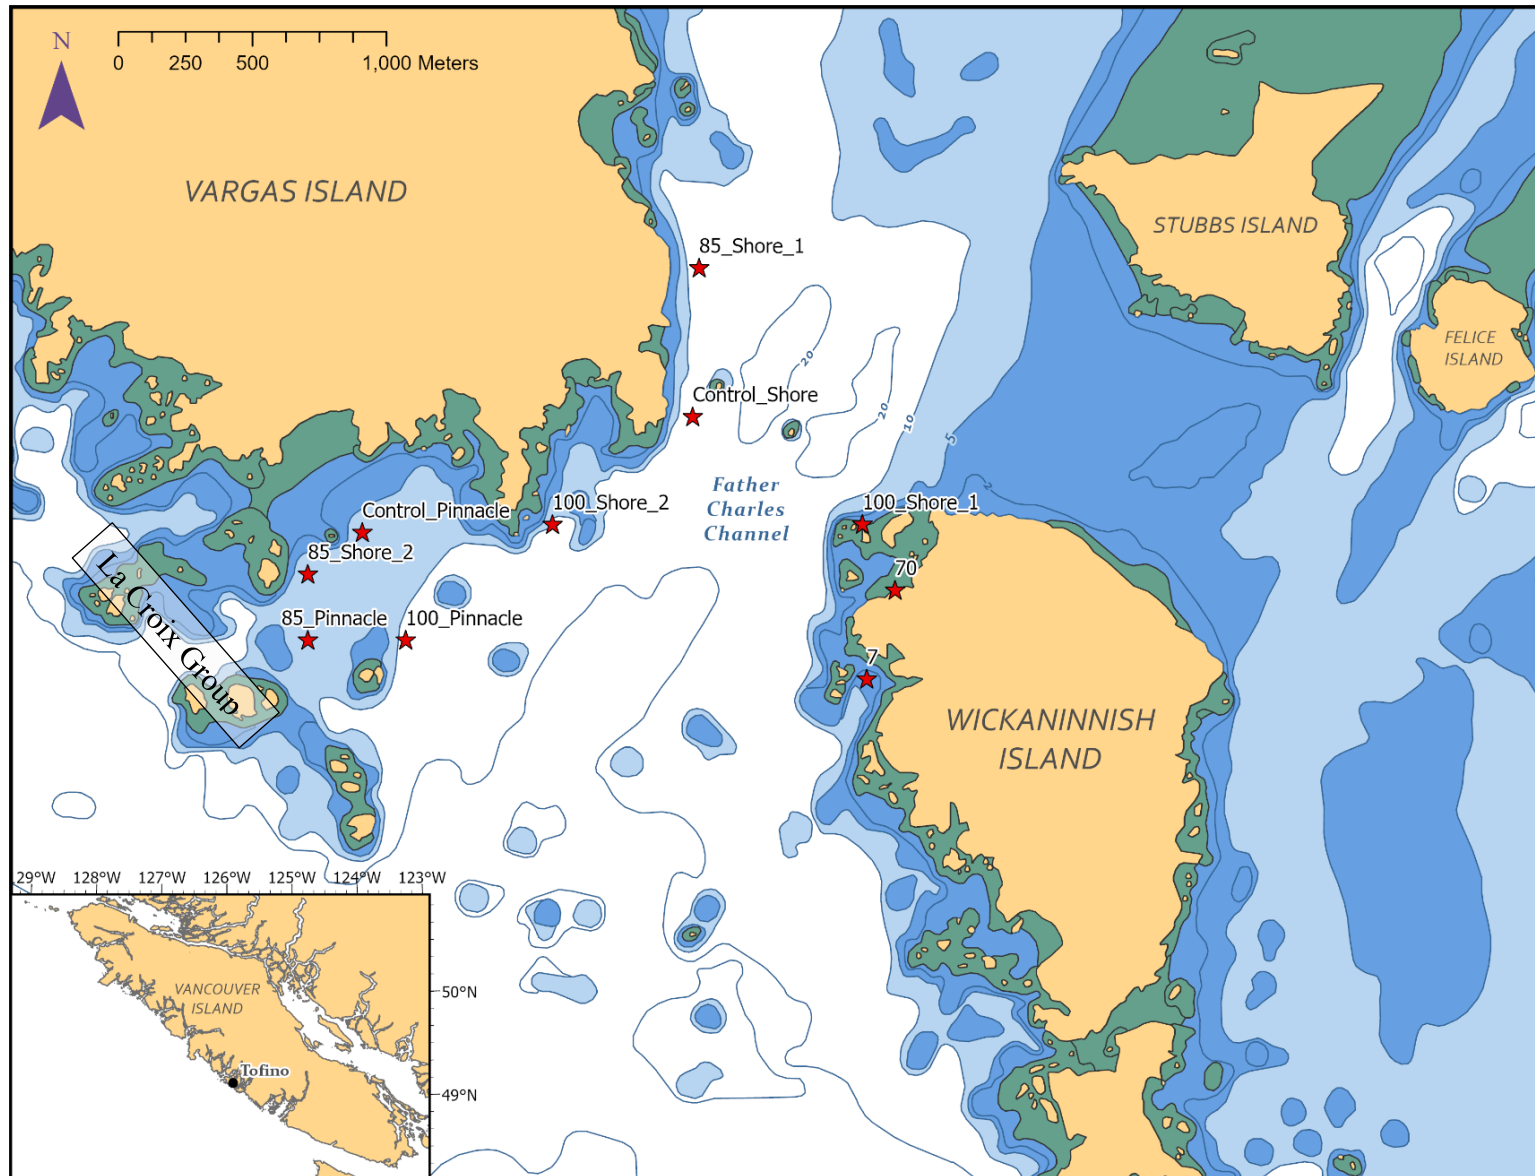 N
0 250 500 1,000 Meters
VARGAS ISLAND
STUBBS ISLAND
85_Shore_1
FELICE
ISLAND
20
Control_Shore
20
10
5
2
Father
Charles
Channel
Control_Pinnacle
100_Shore_2
100_Shore_1
85_Shore_2
70
La Croix Group
85_Pinnacle
100_Pinnacle
7
WICKANINNISH
ISLAND
129°W 128°W 127°W 126°W 125°W 124°W 123°W
VANCOUVER
ISLAND
50°N
Tofino
49°N